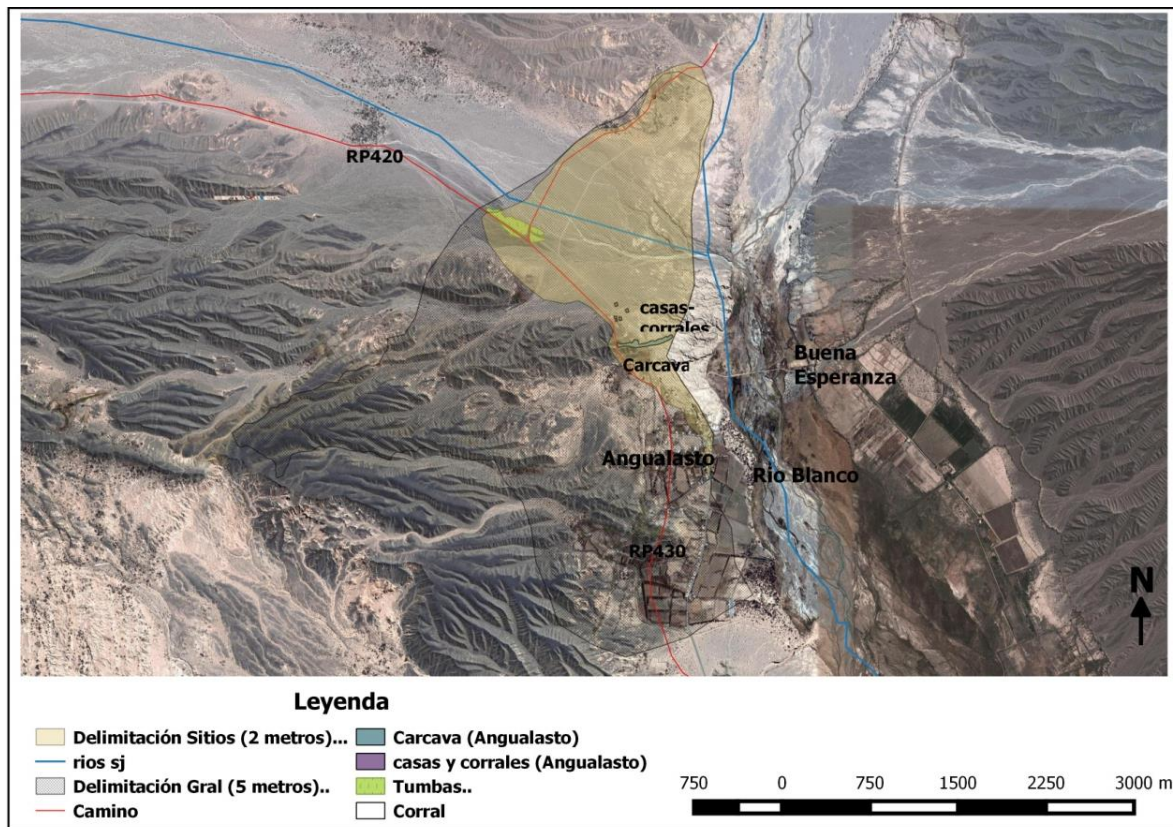 RP420
casas-
corrales
Carcava
Buena
Esperanza
Angualasto
Rio Blanco
RP430
N
Leyenda
Delimitación Sitios (2 metros)...
rios sj
Delimitación Gral (5 metros)..
Camino
Carcava (Angualasto)
casas y corrales (Angualasto)
Tumbas..
Corral
750 0 750 1500 2250 3000 m